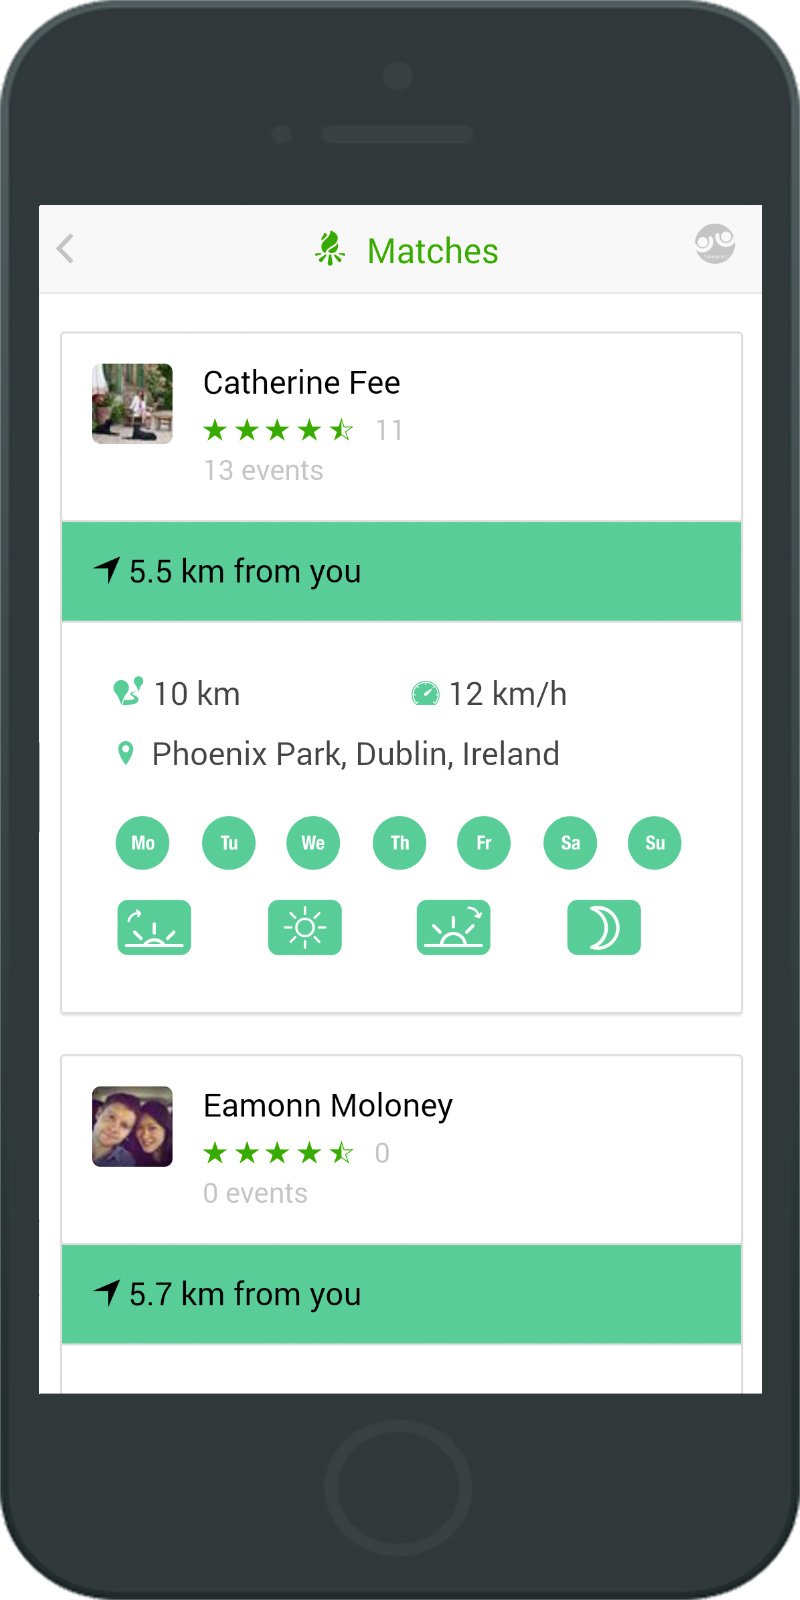 Matches
Catherine Fee
11
13 events
5.5 km from you
10 km
12 km/h
Phoenix Park, Dublin, Ireland
Mo Tu We Th Fr Sa Su
Eamonn Moloney
0
0 events
5.7 km from you